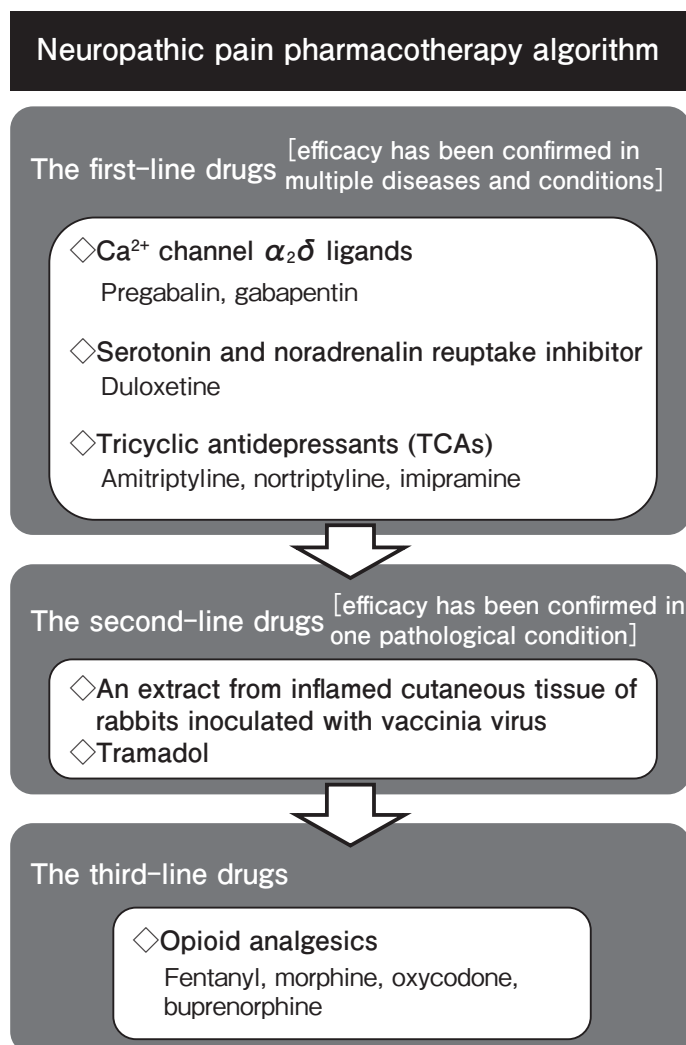 Neuropathic pain pharmacotherapy algorithm
The first-line drugs [efficacy has been confirmed in
multiple diseases and conditions]
◇Ca²⁺ channel α₂δ ligands
Pregabalin, gabapentin
◇Serotonin and noradrenalin reuptake inhibitor
Duloxetine
◇Tricyclic antidepressants (TCAs)
Amitriptyline, nortriptyline, imipramine
The second-line drugs [efficacy has been confirmed in
one pathological condition]
◇An extract from inflamed cutaneous tissue of
rabbits inoculated with vaccinia virus
◇Tramadol
The third-line drugs
◇Opioid analgesics
Fentanyl, morphine, oxycodone,
buprenorphine